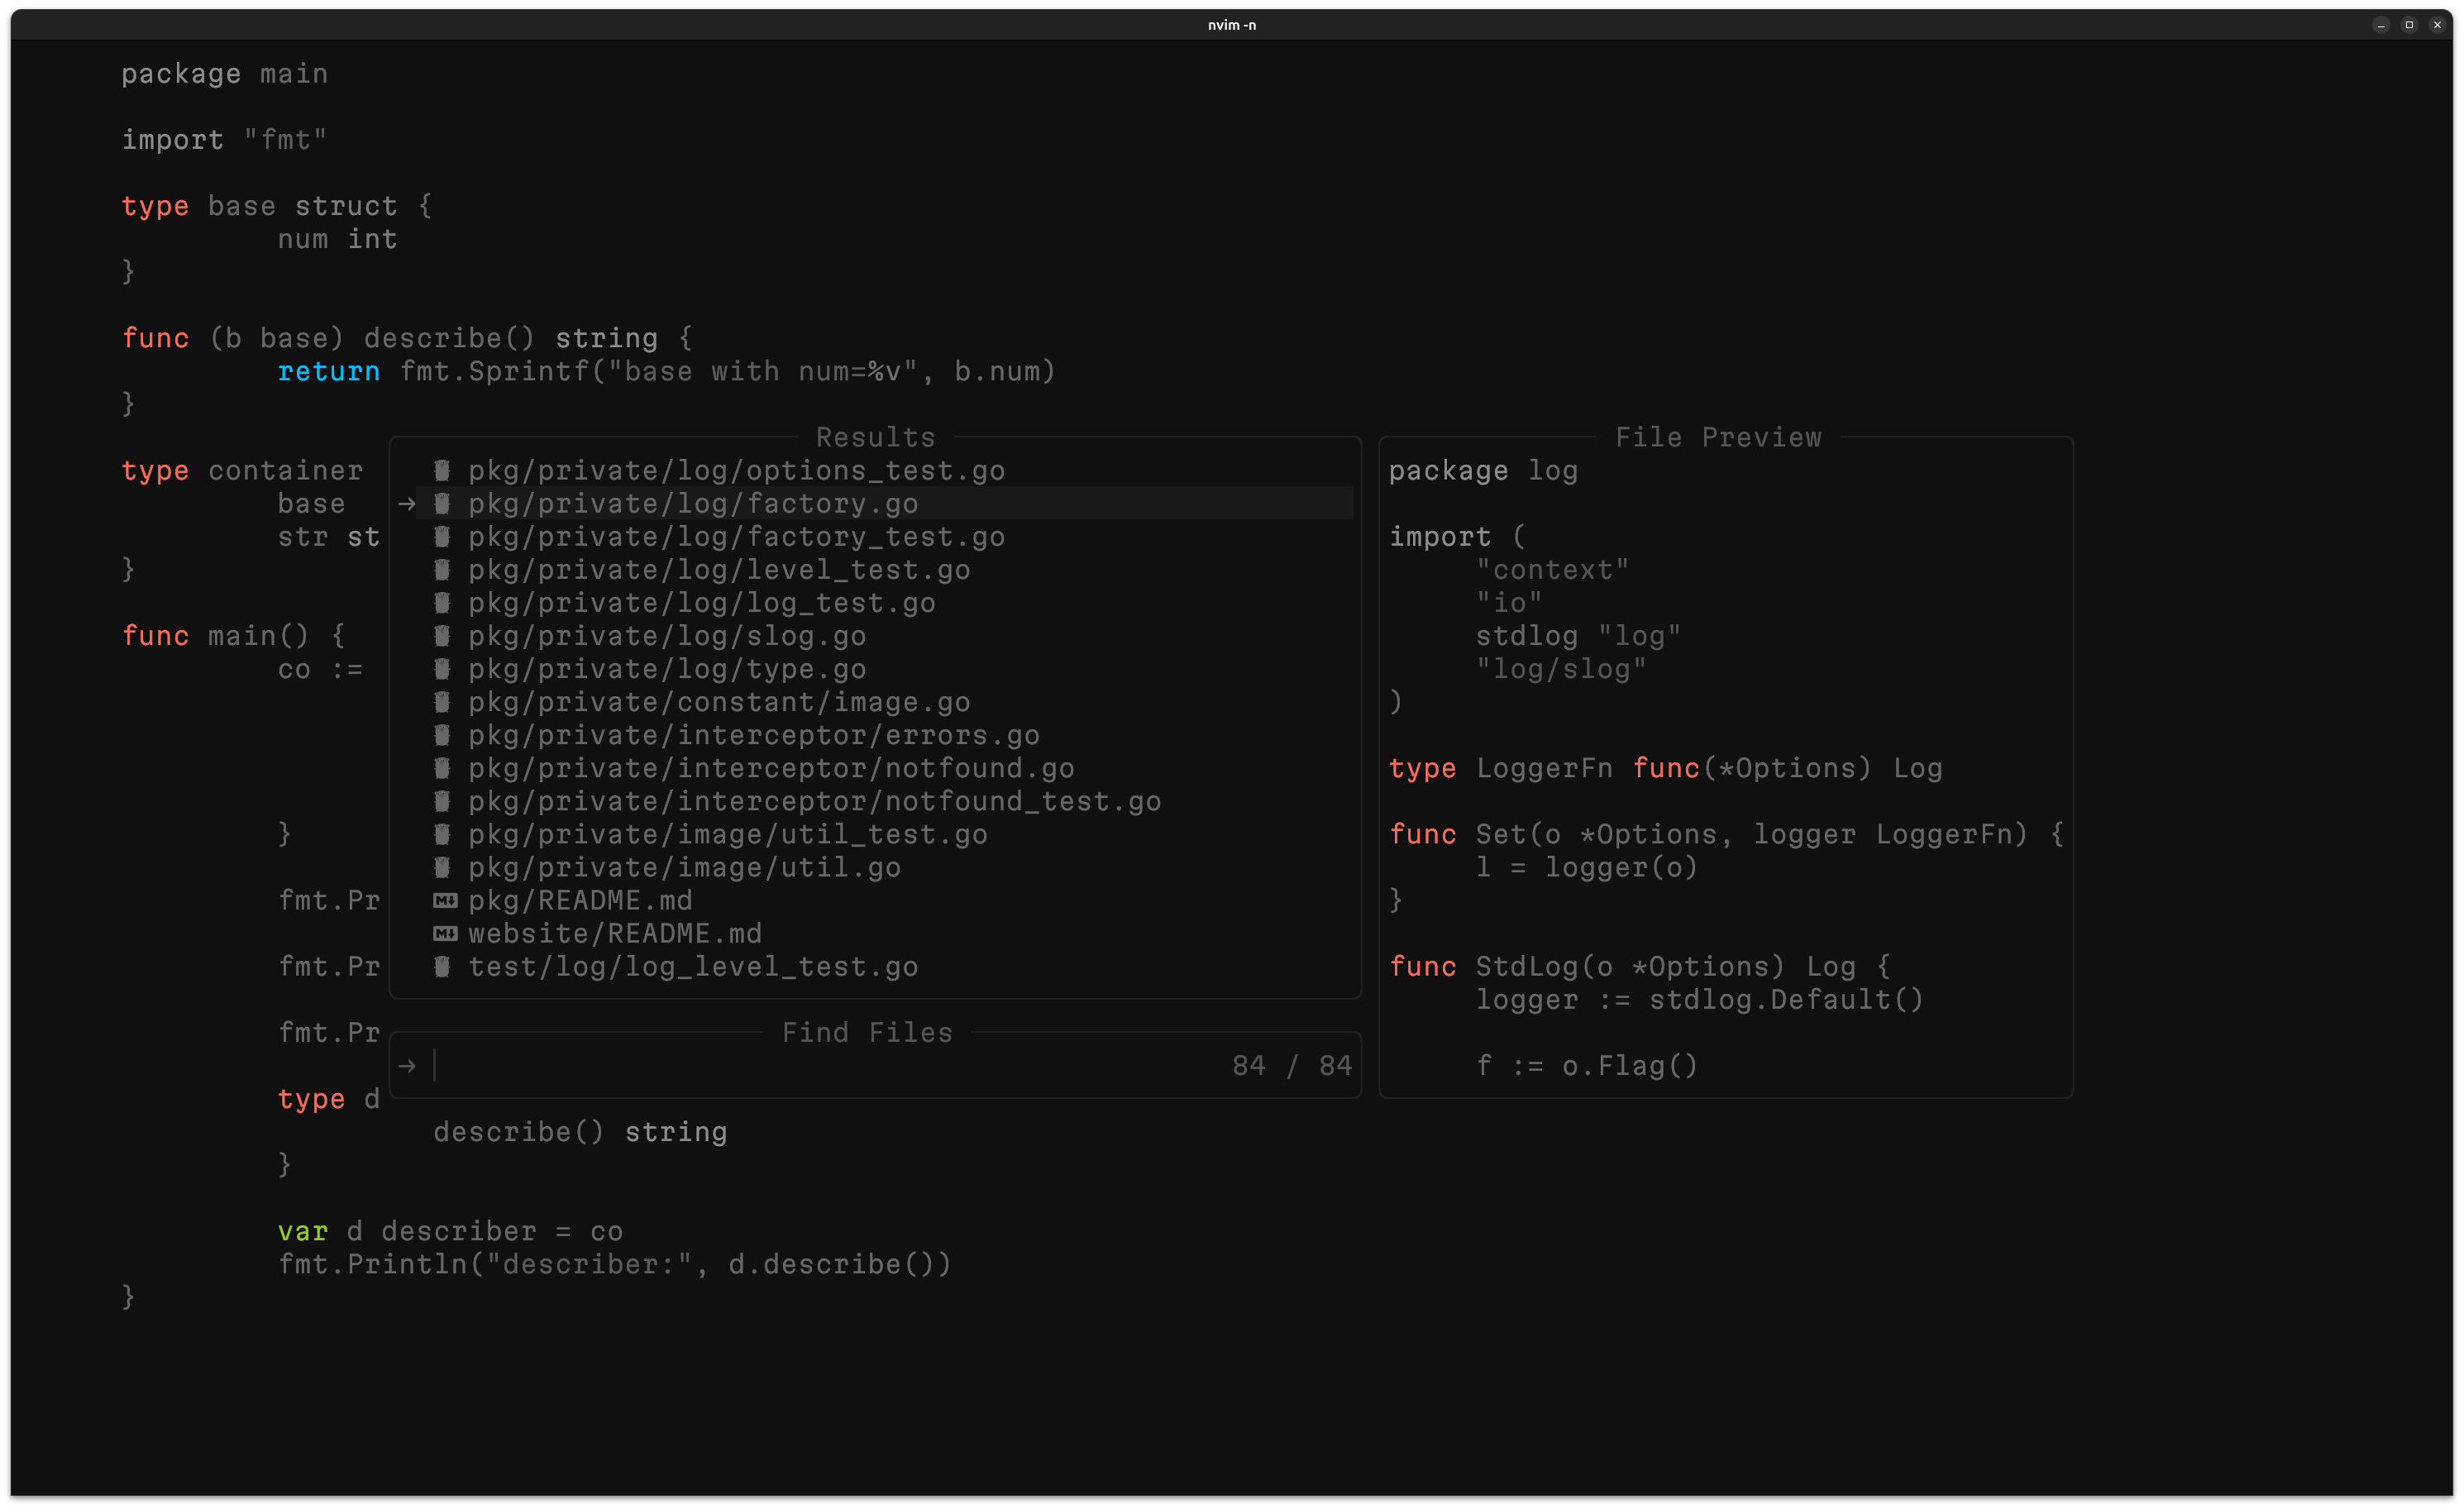 nvim -n
package main
import "fmt"
type base struct {
num int
}
func (b base) describe() string {
return fmt.Sprintf("base with num=%v", b.num)
}
type container
base
str st
}
func main() {
co :=
}
fmt.Pr
fmt.Pr
fmt.Pr
type d
describe() string
}
var d describer = co
fmt.Println("describer:", d.describe())
}
Results
pkg/private/log/options_test.go
→ pkg/private/log/factory.go
pkg/private/log/factory_test.go
pkg/private/log/level_test.go
pkg/private/log/log_test.go
pkg/private/log/slog.go
pkg/private/log/type.go
pkg/private/constant/image.go
pkg/private/interceptor/errors.go
pkg/private/interceptor/notfound.go
pkg/private/interceptor/notfound_test.go
pkg/private/image/util_test.go
pkg/private/image/util.go
M↓ pkg/README.md
M↓ website/README.md
test/log/log_level_test.go
Find Files
→ 84 / 84
File Preview
package log
import (
"context"
"io"
stdlog "log"
"log/slog"
)
type LoggerFn func(*Options) Log
func Set(o *Options, logger LoggerFn) {
l = logger(o)
}
func StdLog(o *Options) Log {
logger := stdlog.Default()
f := o.Flag()